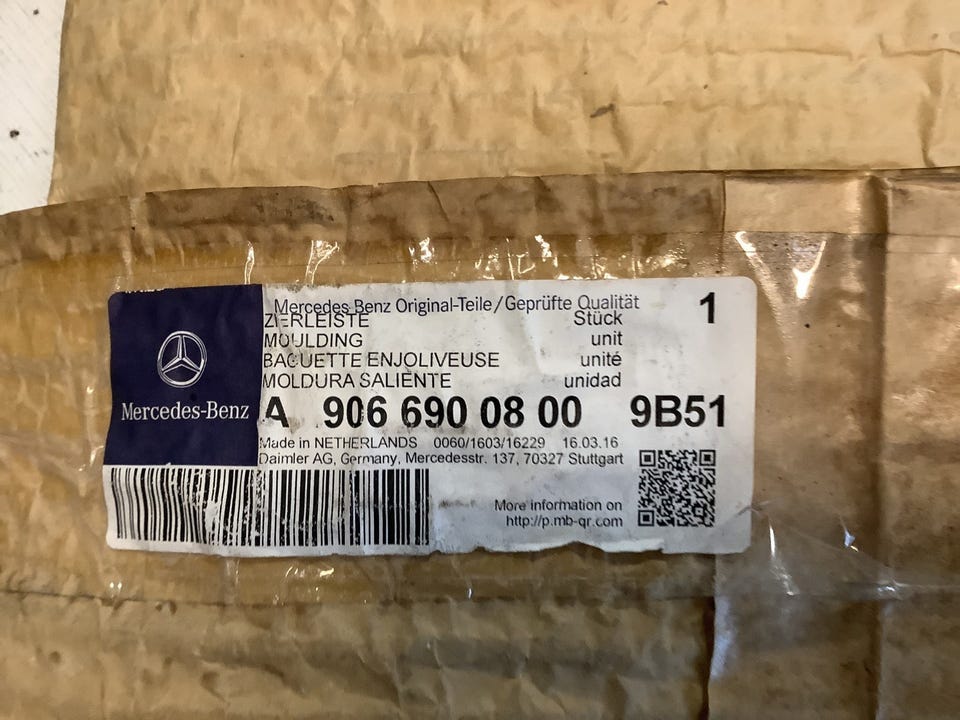 Mercedes-Benz Original-Teile/Geprüfte Qualität 1
ZIERLEISTE Stück
MOULDING unit
BAGUETTE ENJOLIVEUSE unité
MOLDURA SALIENTE unidad
Mercedes-Benz
A 906 690 08 00 9B51
Made in NETHERLANDS 0060/1603/16229 16.03.16
Daimler AG, Germany, Mercedesstr. 137, 70327 Stuttgart
More information on
http://p.mb-qr.com